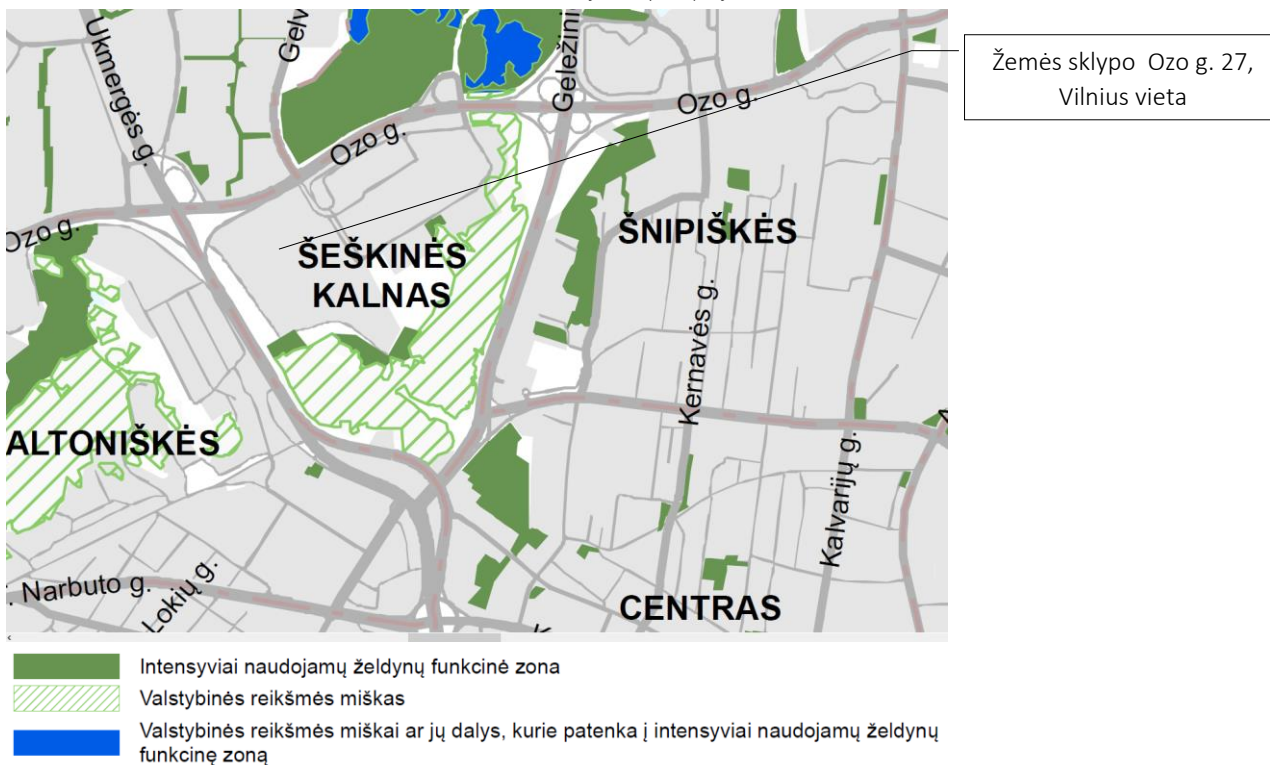 Ukmergės g.
Gelv
Geležini
Žemės sklypo Ozo g. 27,
Vilnius vieta
Ozo g.
Ozo g.
Ozo g.
ŠNIPIŠKĖS
ŠEŠKINĖS
KALNAS
Kernavės g.
ALTONIŠKĖS
Kalvarijų g.
. Narbuto g.
Lokių g.
CENTRAS
Intensyviai naudojamų želdynų funkcinė zona
Valstybinės reikšmės miškas
Valstybinės reikšmės miškai ar jų dalys, kurie patenka į intensyviai naudojamų želdynų
funkcinę zoną